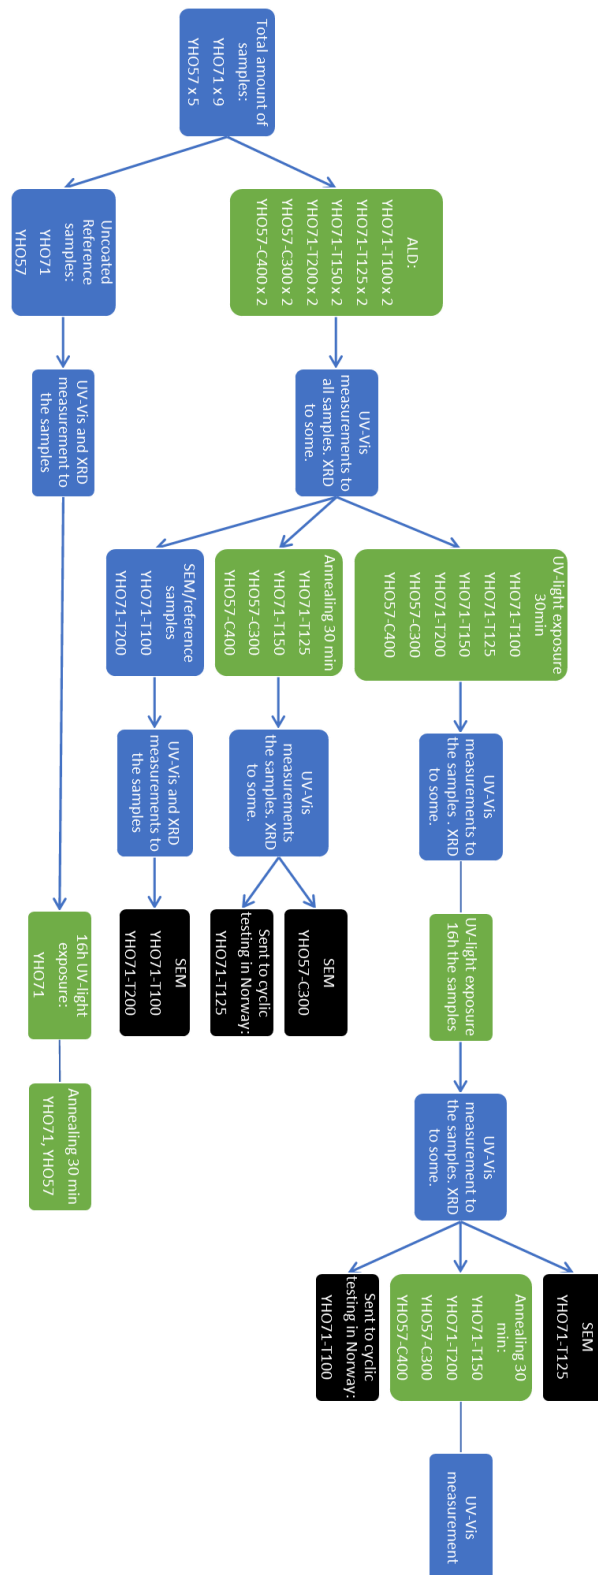 Total amount of
samples:
YHO71 x 9
YHO57 x 5
ALD:
YHO71-T100 x 2
YHO71-T125 x 2
YHO71-T150 x 2
YHO71-T200 x 2
YHO57-C300 x 2
YHO57-C400 x 2
Uncoated
Reference
samples:
YHO71
YHO57
UV-Vis
measurements to
all samples. XRD
to some.
UV-Vis and XRD
measurement to
the samples
UV-light exposure
30min
YHO71-T100
YHO71-T125
YHO71-T150
YHO71-T200
YHO57-C300
YHO57-C400
Annealing 30 min
YHO71-T125
YHO71-T150
YHO57-C300
YHO57-C400
SEM/reference
samples
YHO71-T100
YHO71-T200
UV-Vis
measurements to
the samples . XRD
to some.
UV-Vis
measurements
the samples. XRD
to some.
UV-Vis and XRD
measurements to
the samples
UV-light exposure
16h the samples
SEM
YHO57-C300
Sent to cyclic
testing in Norway:
YHO71-T125
SEM
YHO71-T100
YHO71-T200
16h UV-light
exposure:
YHO71
UV-Vis
measurement to
the samples. XRD
to some.
Annealing 30 min
YHO71, YHO57
SEM
YHO71-T125
Annealing 30
min:
YHO71-T150
YHO71-T200
YHO57-C300
YHO57-C400
Sent to cyclic
testing in Norway:
YHO71-T100
UV-Vis
measurement